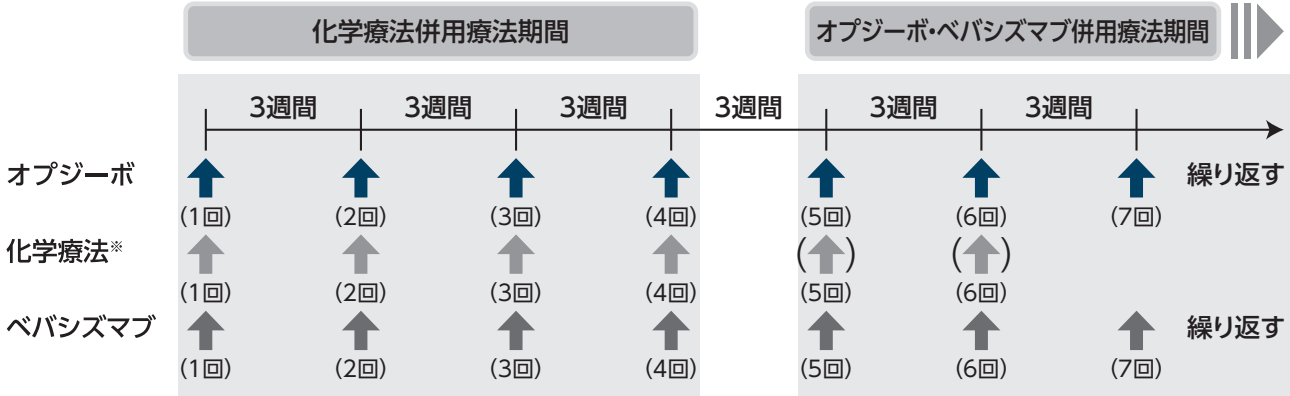 化学療法併用療法期間 オプジーボ・ベバシズマブ併用療法期間
3週間 3週間 3週間 3週間 3週間 3週間
オプジーボ 繰り返す
(1回) (2回) (3回) (4回) (5回) (6回) (7回)
化学療法※ ( ) ( )
(1回) (2回) (3回) (4回) (5回) (6回)
ベバシズマブ 繰り返す
(1回) (2回) (3回) (4回) (5回) (6回) (7回)